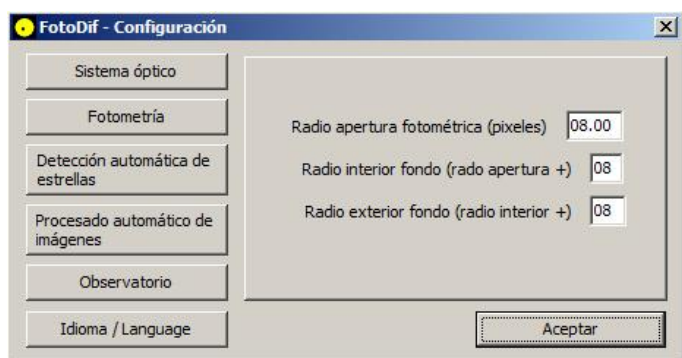 FotoDif - Configuración
Sistema óptico
Fotometría
Detección automática de
estrellas
Procesado automático de
imágenes
Observatorio
Idioma / Language
Radio apertura fotométrica (pixeles) 08.00
Radio interior fondo (rado apertura +) 08
Radio exterior fondo (radio interior +) 08
Aceptar